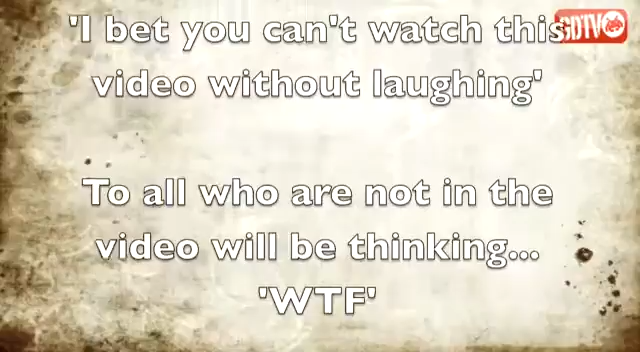 'I bet you can't watch this
GDTV
video without laughing'
To all who are not in the
video will be thinking...
'WTF'